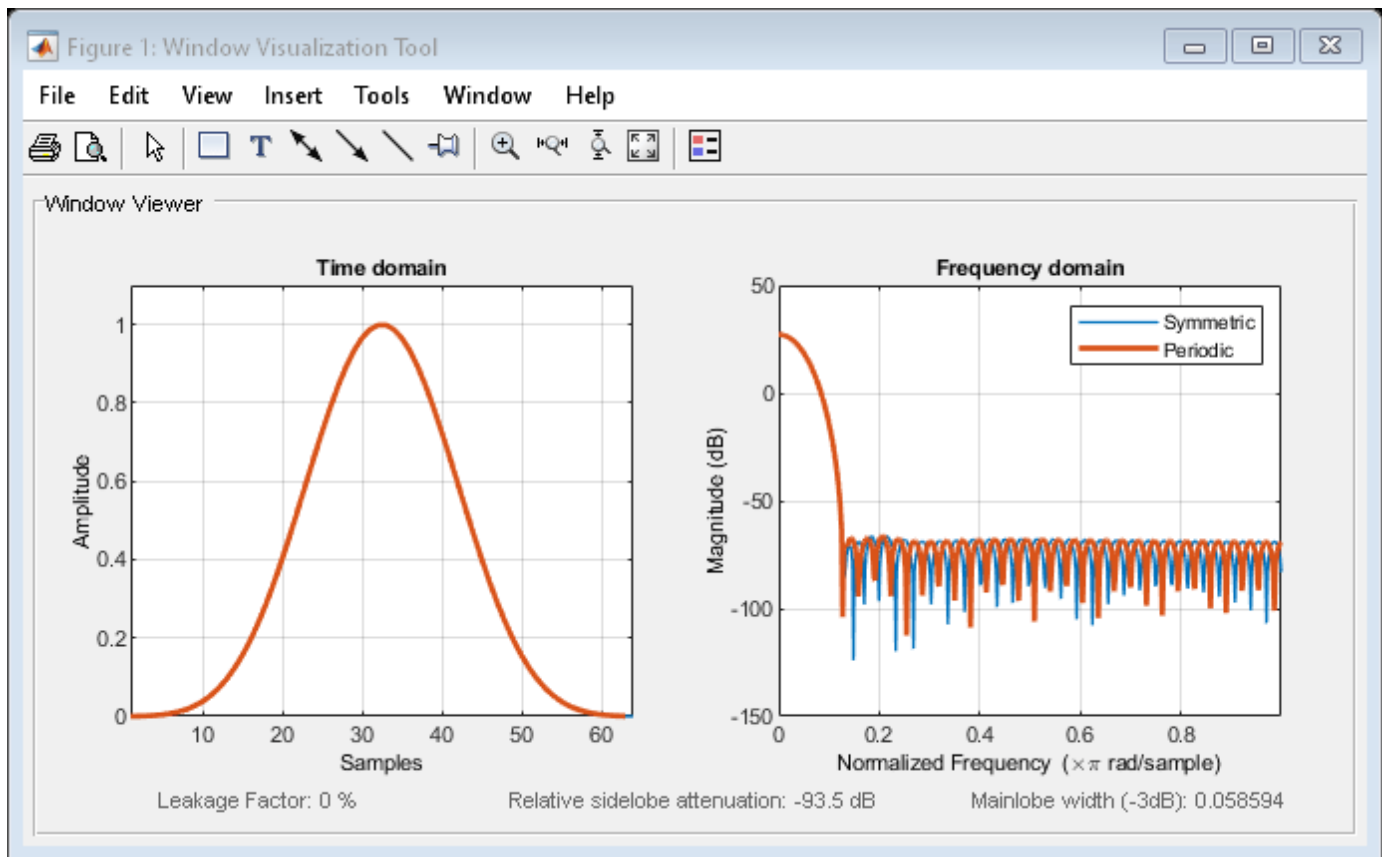 Figure 1: Window Visualization Tool
File Edit View Insert Tools Window Help
T
Window Viewer
Time domain
1
0.8
0.6
0.4
0.2
0
Amplitude
10 20 30 40 50 60
Samples
Frequency domain
50
0
-50
-100
-150
Magnitude (dB)
Symmetric
Periodic
0 0.2 0.4 0.6 0.8
Normalized Frequency (×π rad/sample)
Leakage Factor: 0 % Relative sidelobe attenuation: -93.5 dB Mainlobe width (-3dB): 0.058594